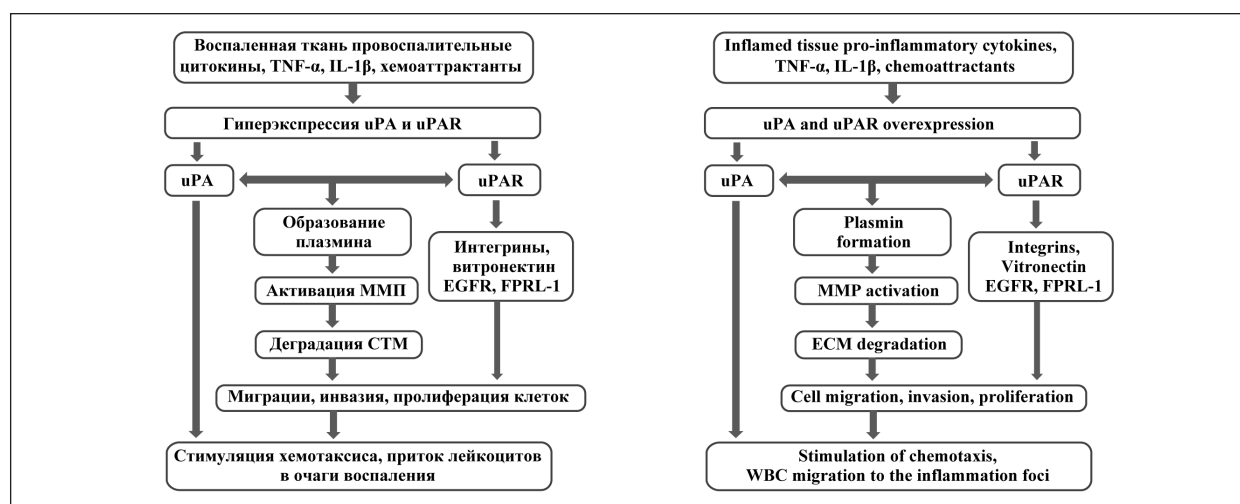 Воспаленная ткань провоспалительные
цитокины, TNF-α, IL-1β, хемоаттрактанты
Гиперэкспрессия uPA и uPAR
uPA
uPAR
Образование
плазмина
Интегрины,
витронектин
EGFR, FPRL-1
Активация ММП
Деградация СТМ
Миграции, инвазия, пролиферация клеток
Стимуляция хемотаксиса, приток лейкоцитов
в очаги воспаления
Inflamed tissue pro-inflammatory cytokines,
TNF-α, IL-1β, chemoattractants
uPA and uPAR overexpression
uPA
uPAR
Plasmin
formation
Integrins,
Vitronectin
EGFR, FPRL-1
MMP activation
ECM degradation
Cell migration, invasion, proliferation
Stimulation of chemotaxis,
WBC migration to the inflammation foci